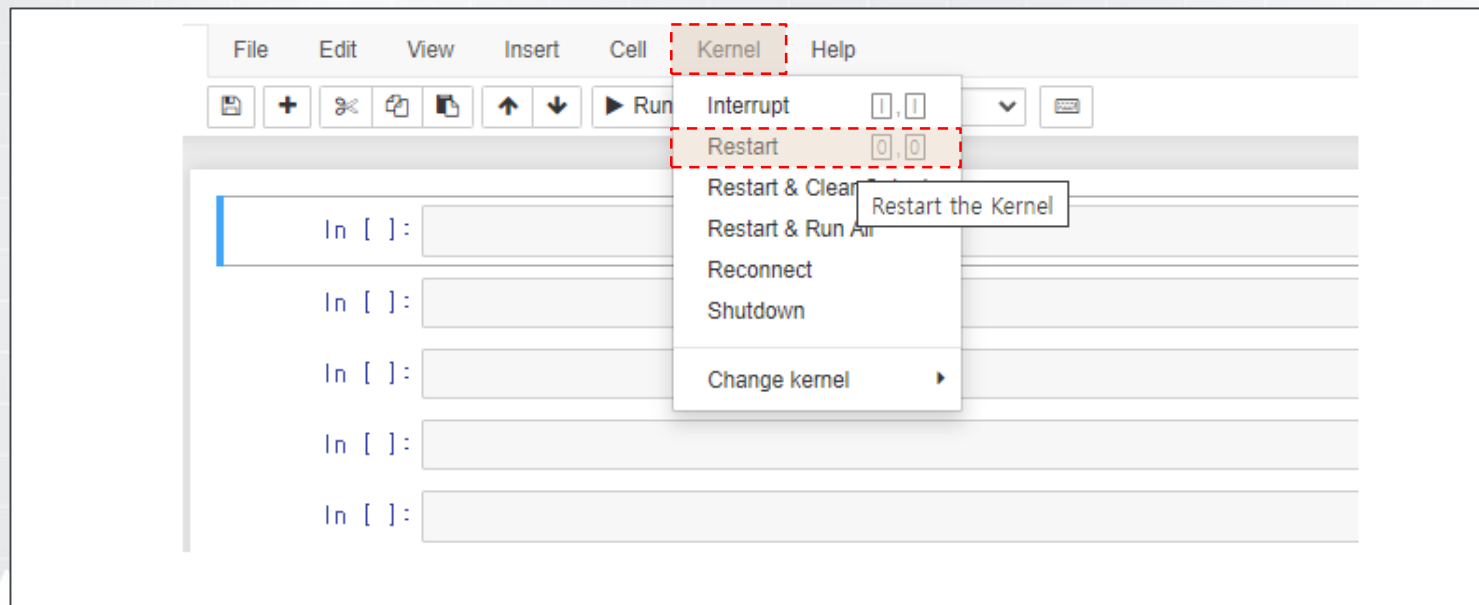 File Edit View Insert Cell Kernel Help
Run
Interrupt I,I
Restart 0,0
Restart & Clear
Restart the Kernel
Restart & Run All
Reconnect
Shutdown
Change kernel
In [ ]:
In [ ]:
In [ ]:
In [ ]:
In [ ]: